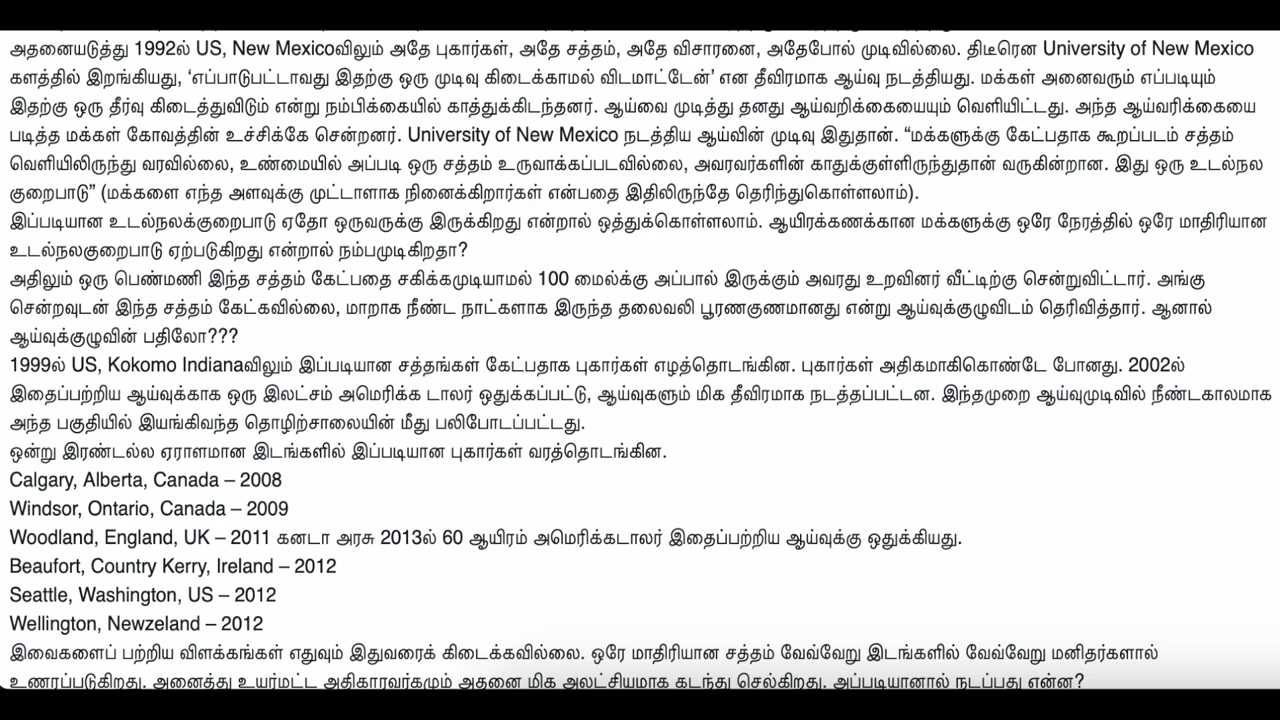 அதனையடுத்து 1992ல் US, New Mexicoவிலும் அதே புகார்கள், அதே சத்தம், அதே விசாரனை, அதேபோல் முடிவில்லை. திடீரென University of New Mexico
களத்தில் இறங்கியது, ‘எப்பாடுபட்டாவது இதற்கு ஒரு முடிவு கிடைக்காமல் விடமாட்டேன்’ என தீவிரமாக ஆய்வு நடத்தியது. மக்கள் அனைவரும் எப்படியும்
இதற்கு ஒரு தீர்வு கிடைத்துவிடும் என்று நம்பிக்கையில் காத்துக்கிடந்தனர். ஆய்வை முடித்து தனது ஆய்வறிக்கையையும் வெளியிட்டது. அந்த ஆய்வரிக்கையை
படித்த மக்கள் கோவத்தின் உச்சிக்கே சென்றனர். University of New Mexico நடத்திய ஆய்வின் முடிவு இதுதான். “மக்களுக்கு கேட்பதாக கூறப்படம் சத்தம்
வெளியிலிருந்து வரவில்லை, உண்மையில் அப்படி ஒரு சத்தம் உருவாக்கப்படவில்லை, அவரவர்களின் காதுக்குள்ளிருந்துதான் வருகின்றான. இது ஒரு உடல்நல
குறைபாடு” (மக்களை எந்த அளவுக்கு முட்டாளாக நினைக்கிறார்கள் என்பதை இதிலிருந்தே தெரிந்துகொள்ளலாம்).
இப்படியான உடல்நலக்குறைபாடு ஏதோ ஒருவருக்கு இருக்கிறது என்றால் ஒத்துக்கொள்ளலாம். ஆயிரக்கணக்கான மக்களுக்கு ஒரே நேரத்தில் ஒரே மாதிரியான
உடல்நலகுறைபாடு ஏற்படுகிறது என்றால் நம்பமுடிகிறதா?
அதிலும் ஒரு பெண்மணி இந்த சத்தம் கேட்பதை சகிக்கமுடியாமல் 100 மைல்க்கு அப்பால் இருக்கும் அவரது உறவினர் வீட்டிற்கு சென்றுவிட்டார். அங்கு
சென்றவுடன் இந்த சத்தம் கேட்கவில்லை, மாறாக நீண்ட நாட்களாக இருந்த தலைவலி பூரணகுணமானது என்று ஆய்வுக்குழுவிடம் தெரிவித்தார். ஆனால்
ஆய்வுக்குழுவின் பதிலோ???
1999ல் US, Kokomo Indianaவிலும் இப்படியான சத்தங்கள் கேட்பதாக புகார்கள் எழத்தொடங்கின. புகார்கள் அதிகமாகிகொண்டே போனது. 2002ல்
இதைப்பற்றிய ஆய்வுக்காக ஒரு இலட்சம் அமெரிக்க டாலர் ஒதுக்கப்பட்டு, ஆய்வுகளும் மிக தீவிரமாக நடத்தப்பட்டன. இந்தமுறை ஆய்வுமுடிவில் நீண்டகாலமாக
அந்த பகுதியில் இயங்கிவந்த தொழிற்சாலையின் மீது பலிபோடப்பட்டது.
ஒன்று இரண்டல்ல ஏராளமான இடங்களில் இப்படியான புகார்கள் வரத்தொடங்கின.
Calgary, Alberta, Canada – 2008
Windsor, Ontario, Canada – 2009
Woodland, England, UK – 2011 கனடா அரசு 2013ல் 60 ஆயிரம் அமெரிக்கடாலர் இதைப்பற்றிய ஆய்வுக்கு ஒதுக்கியது.
Beaufort, Country Kerry, Ireland – 2012
Seattle, Washington, US – 2012
Wellington, Newzeland – 2012
இவைகளைப் பற்றிய விளக்கங்கள் எதுவும் இதுவரைக் கிடைக்கவில்லை. ஒரே மாதிரியான சத்தம் வேவ்வேறு இடங்களில் வேவ்வேறு மனிதர்களால்
உணரப்படுகிறது. அனைத்து உயர்மட்ட அதிகாரவர்கமும் அதனை மிக அலட்சியமாக கடந்து செல்கிறது. அப்படியானால் நடப்பது என்ன?